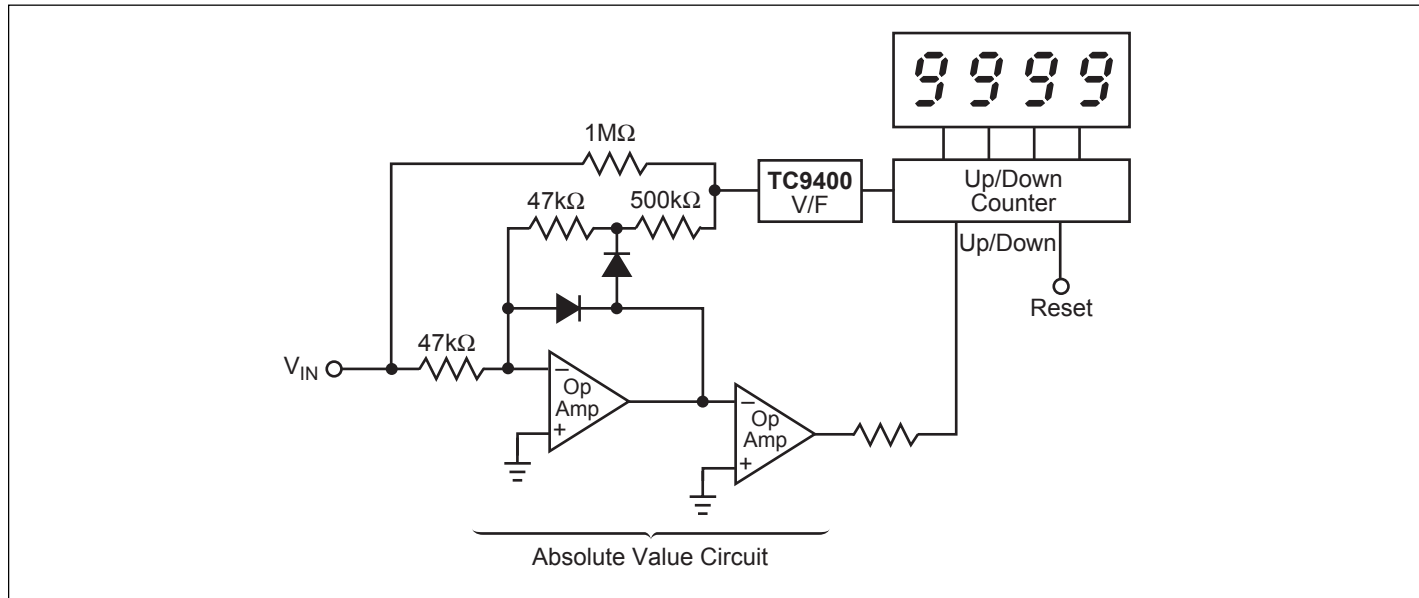 9999
1MΩ
TC9400
V/F
Up/Down
Counter
47kΩ
500kΩ
Up/Down
Reset
47kΩ
VIN
−
Op
Amp
+
−
Op
Amp
+
Absolute Value Circuit